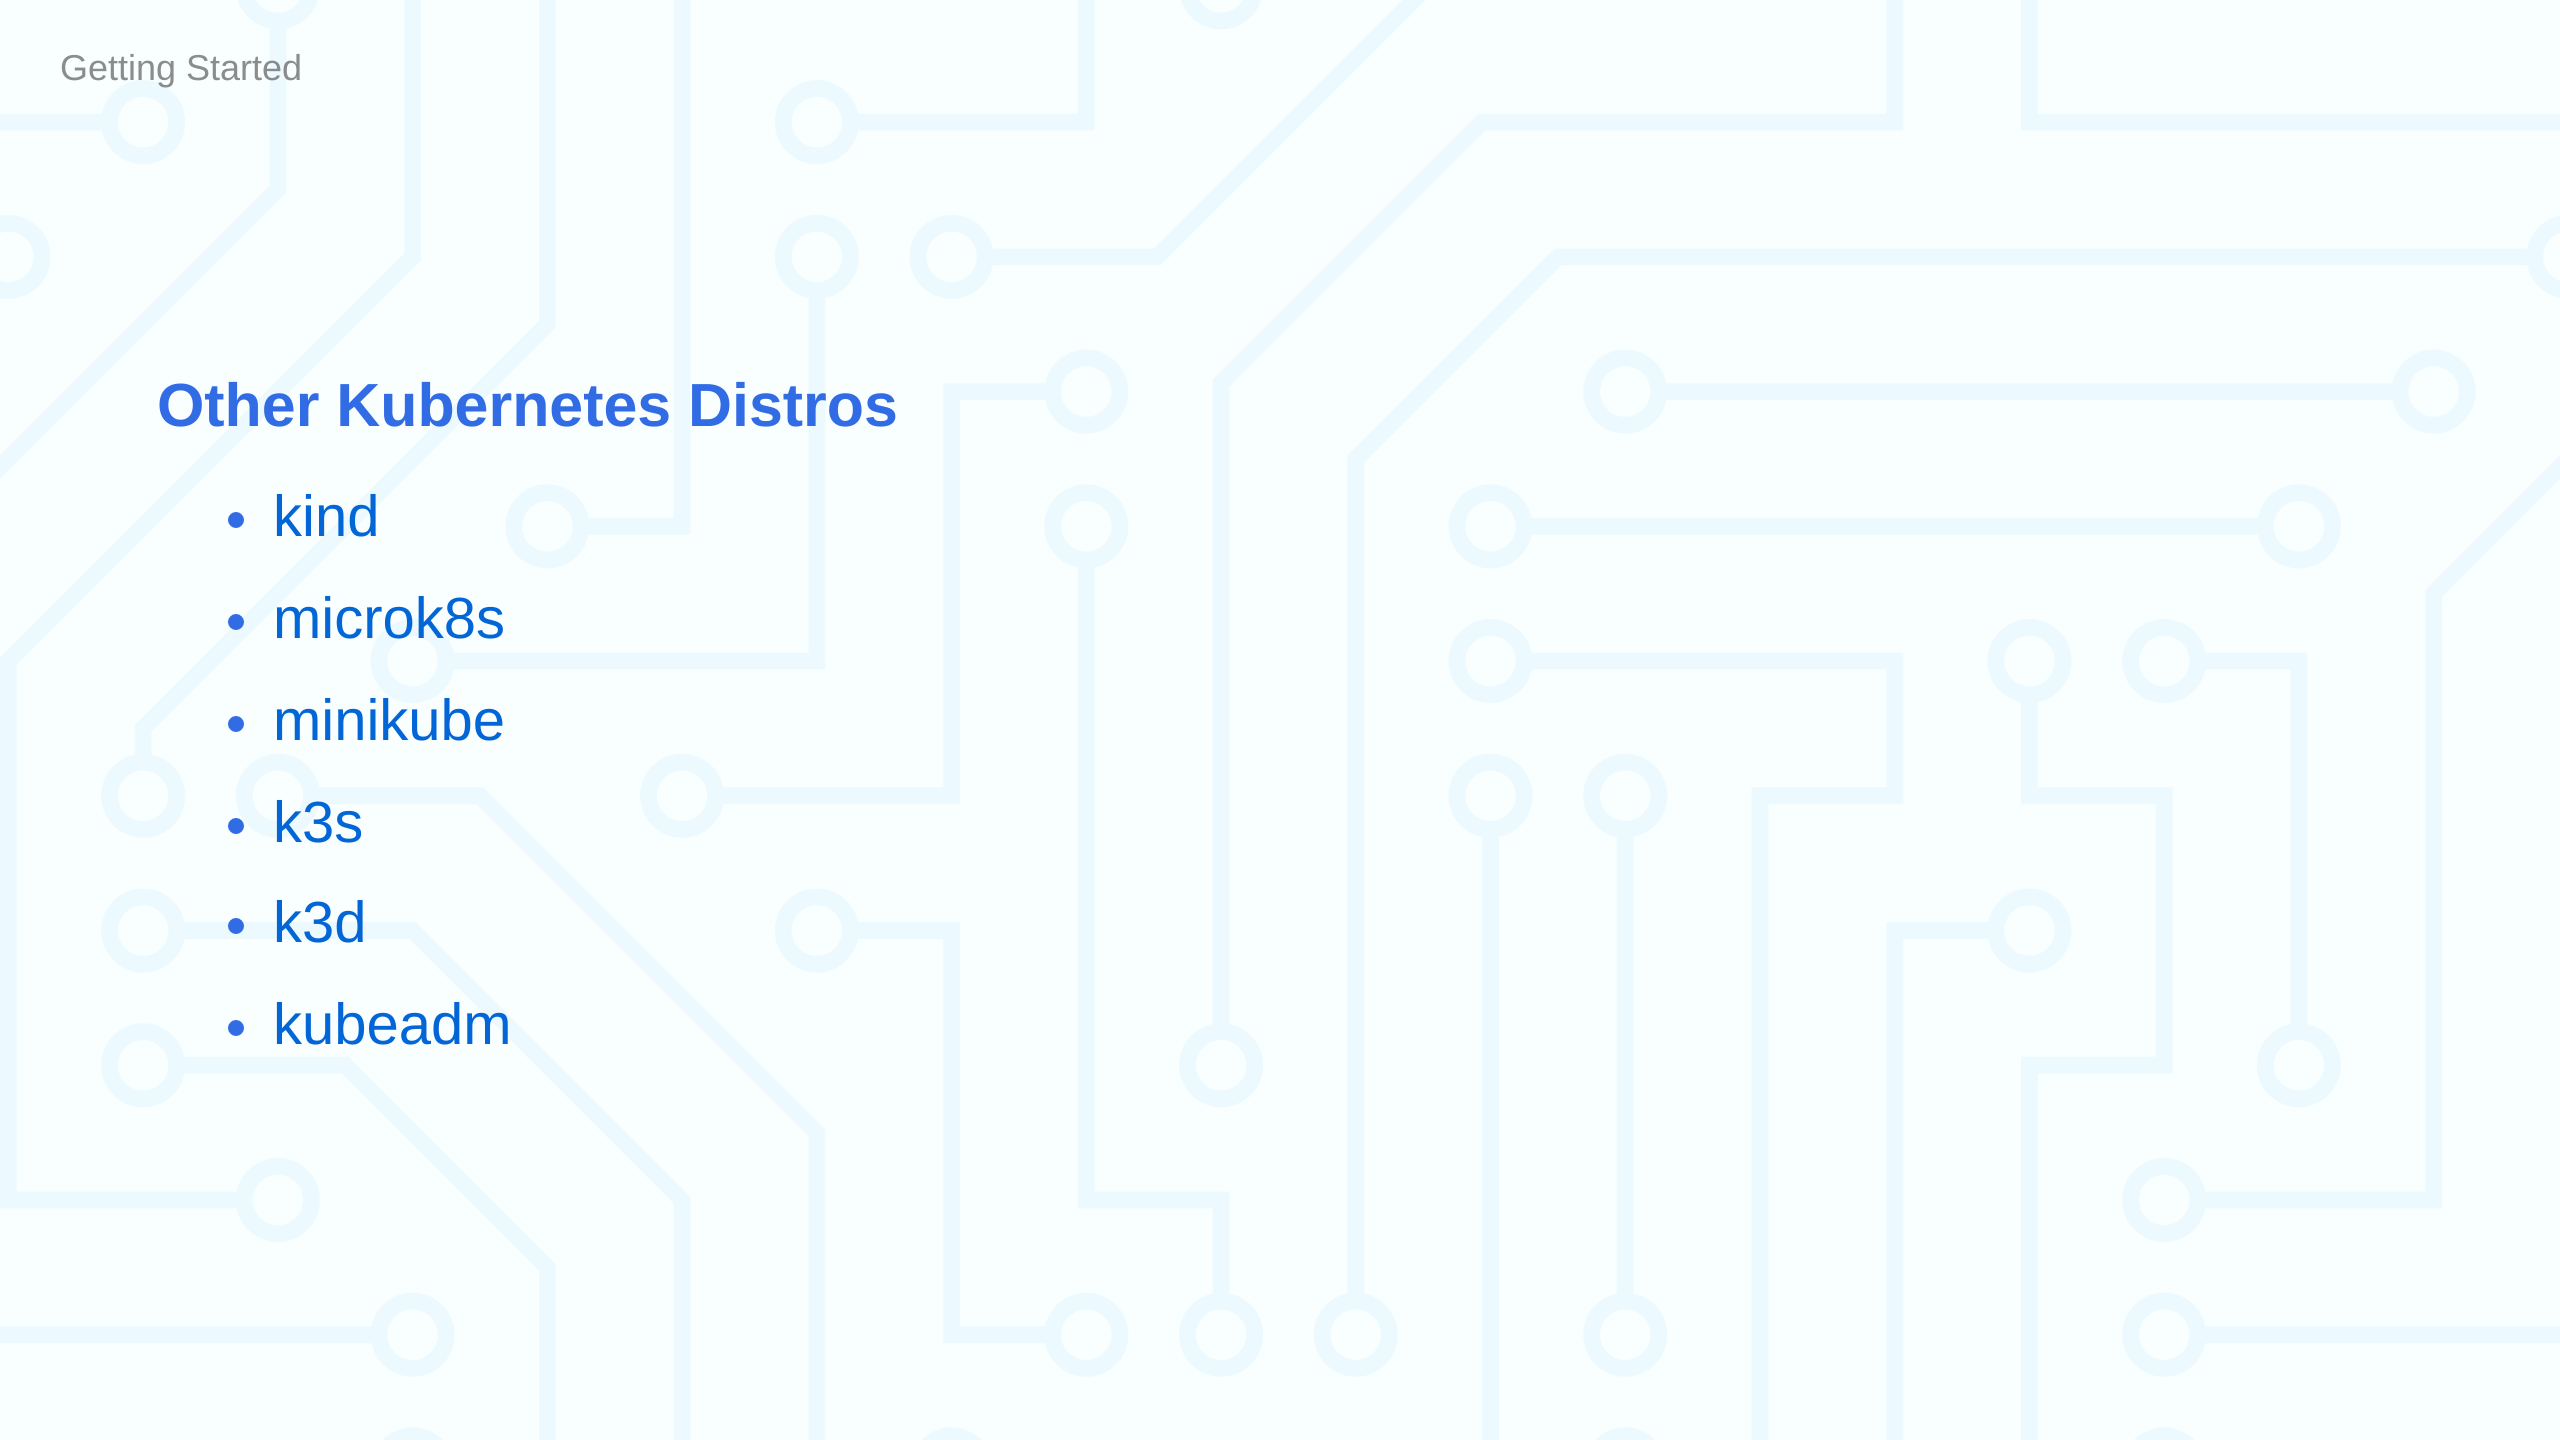 Getting Started
Other Kubernetes Distros
• kind
• microk8s
• minikube
• k3s
• k3d
• kubeadm